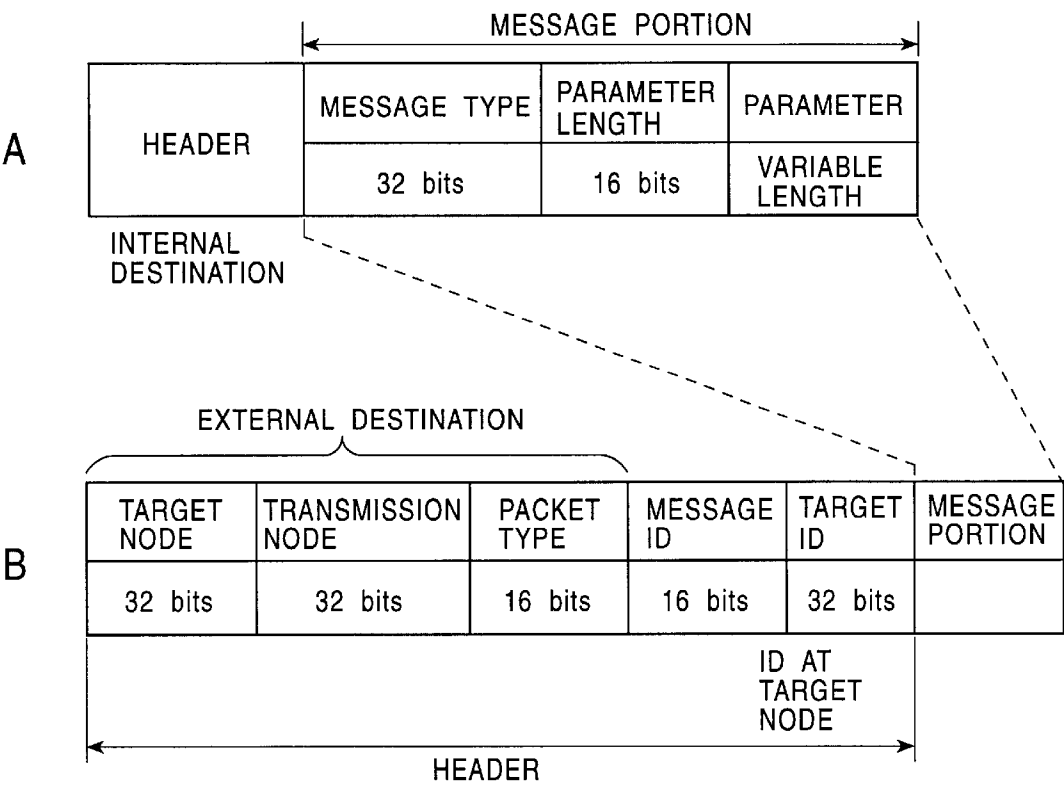 MESSAGE PORTION
A
HEADER
MESSAGE TYPE
PARAMETER
LENGTH
PARAMETER
32 bits
16 bits
VARIABLE
LENGTH
INTERNAL
DESTINATION
EXTERNAL DESTINATION
B
TARGET
NODE
TRANSMISSION
NODE
PACKET
TYPE
MESSAGE
ID
TARGET
ID
MESSAGE
PORTION
32 bits
32 bits
16 bits
16 bits
32 bits
ID AT
TARGET
NODE
HEADER